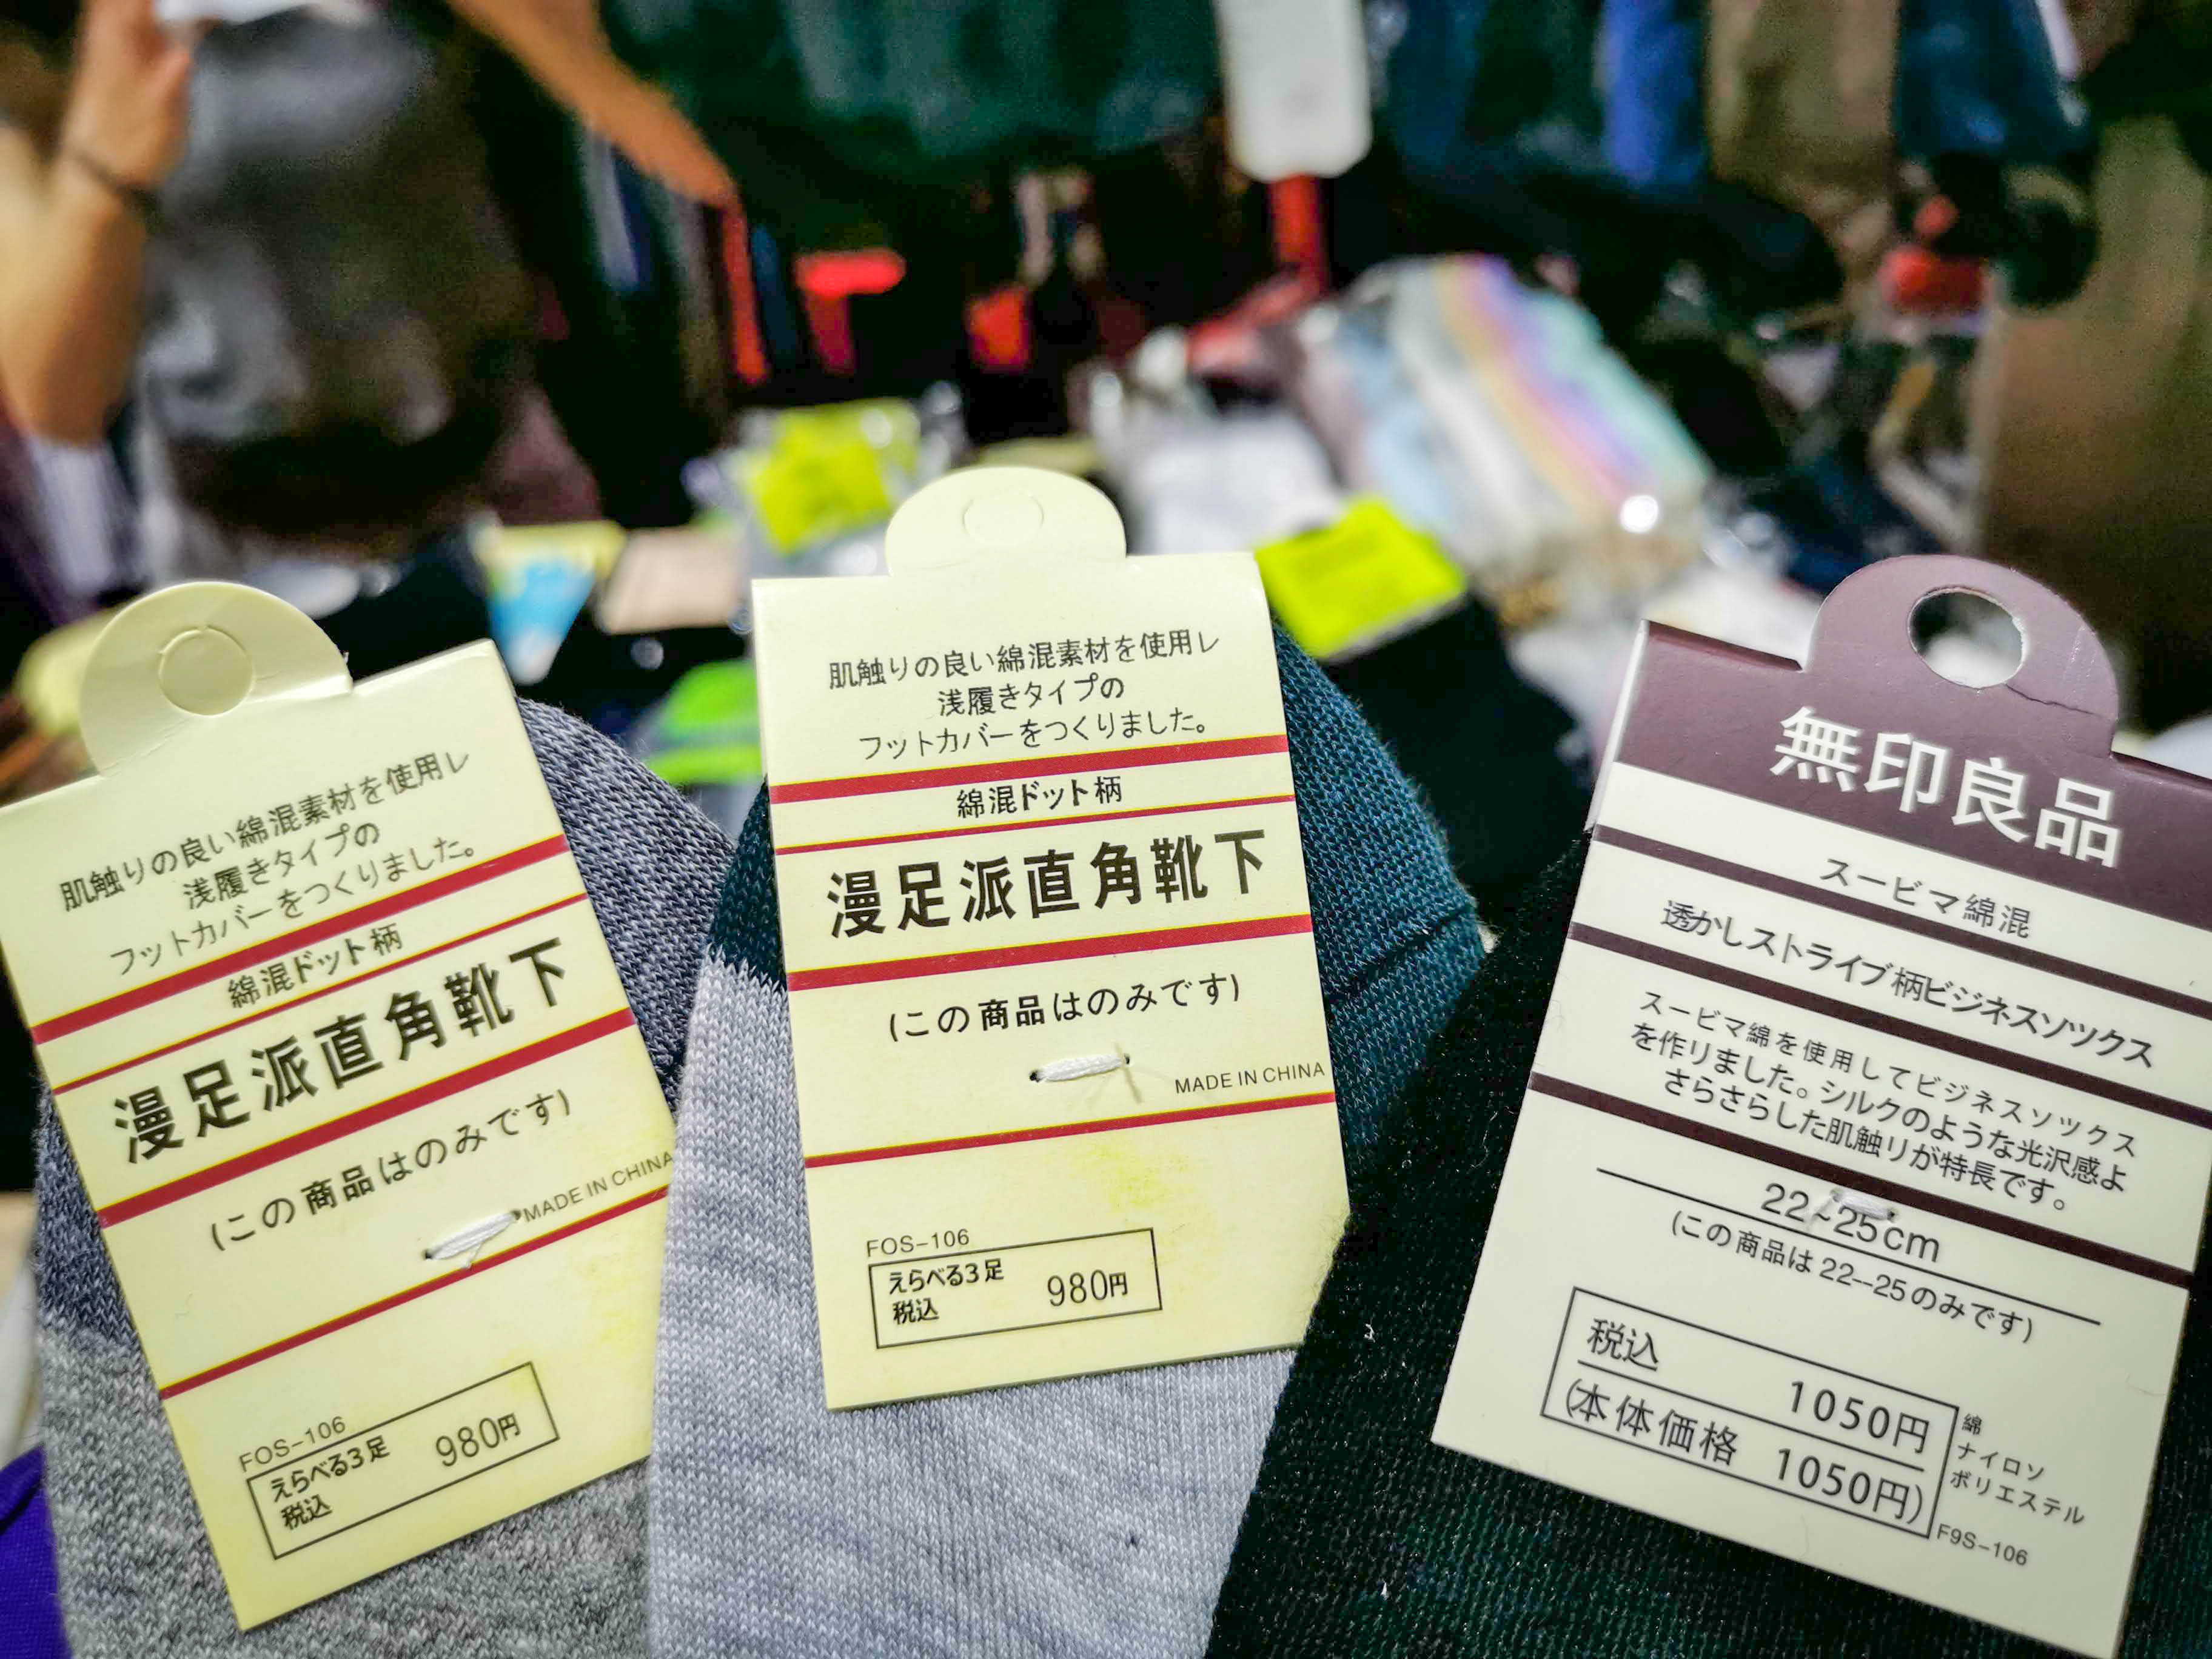 肌触りの良い綿混素材を使用レ
浅履きタイプの
フットカバーをつくりました。
綿混ドット柄
漫足派直角靴下
(この商品はのみです)
MADE IN CHINA
FOS-106
えらべる3足
税込
980円
肌触りの良い綿混素材を使用レ
浅履きタイプの
フットカバーをつくりました。
綿混ドット柄
漫足派直角靴下
(この商品はのみです)
MADE IN CHINA
FOS-106
えらべる3足
税込
980円
無印良品
スービマ綿混
透かしストライブ柄ビジネスソックス
スービマ綿を使用してビジネスソッツクス
を作リました。シルクのような光沢感よ
さらさらした肌触りが特長です。
22~25cm
(この商品は22--25のみです)
税込 1050円
(本体価格 1050円)
綿
ナイロソ
ポリエステル
F9S-106